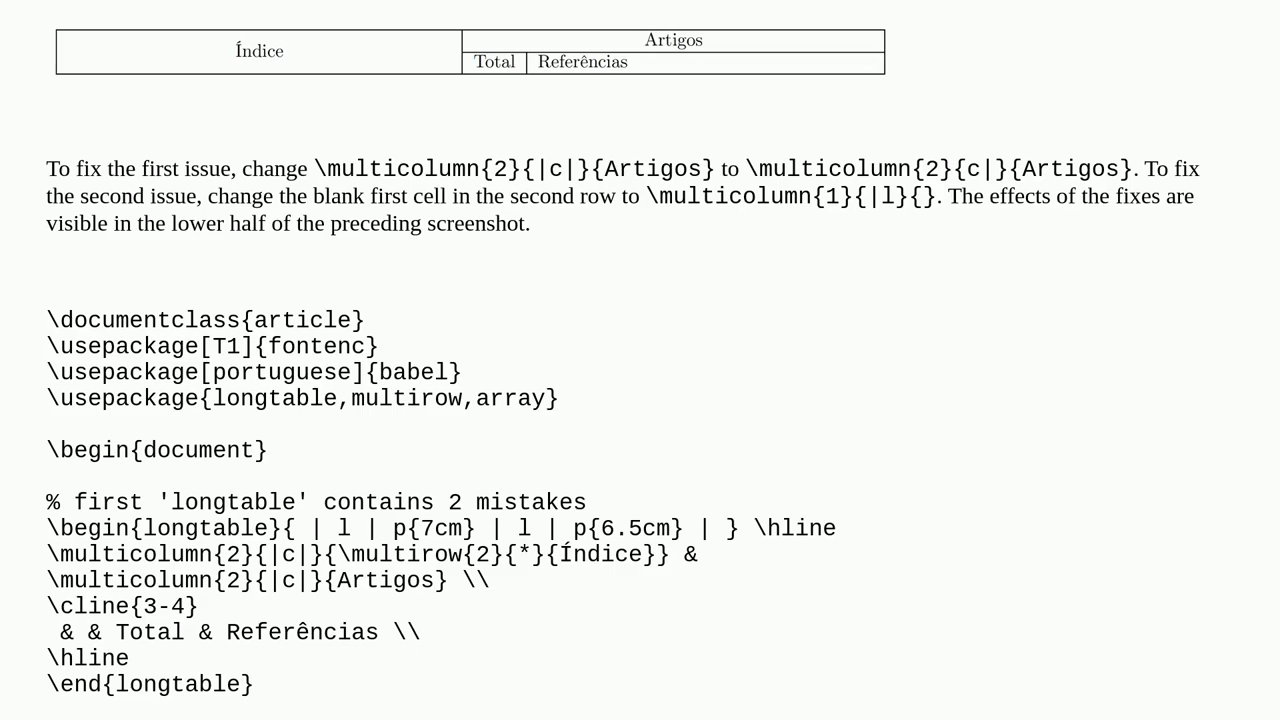 Índice
Artigos
Total
Referências
To fix the first issue, change \multicolumn{2}{|c|}{Artigos} to \multicolumn{2}{c|}{Artigos}. To fix
the second issue, change the blank first cell in the second row to \multicolumn{1}{|l}{}. The effects of the fixes are
visible in the lower half of the preceding screenshot.
\documentclass{article}
\usepackage[T1]{fontenc}
\usepackage[portuguese]{babel}
\usepackage{longtable,multirow,array}
\begin{document}
% first 'longtable' contains 2 mistakes
\begin{longtable}{ | l | p{7cm} | l | p{6.5cm} | } \hline
\multicolumn{2}{|c|}{\multirow{2}{*}{Índice}} &
\multicolumn{2}{|c|}{Artigos} \\
\cline{3-4}
 & & Total & Referências \\
\hline
\end{longtable}